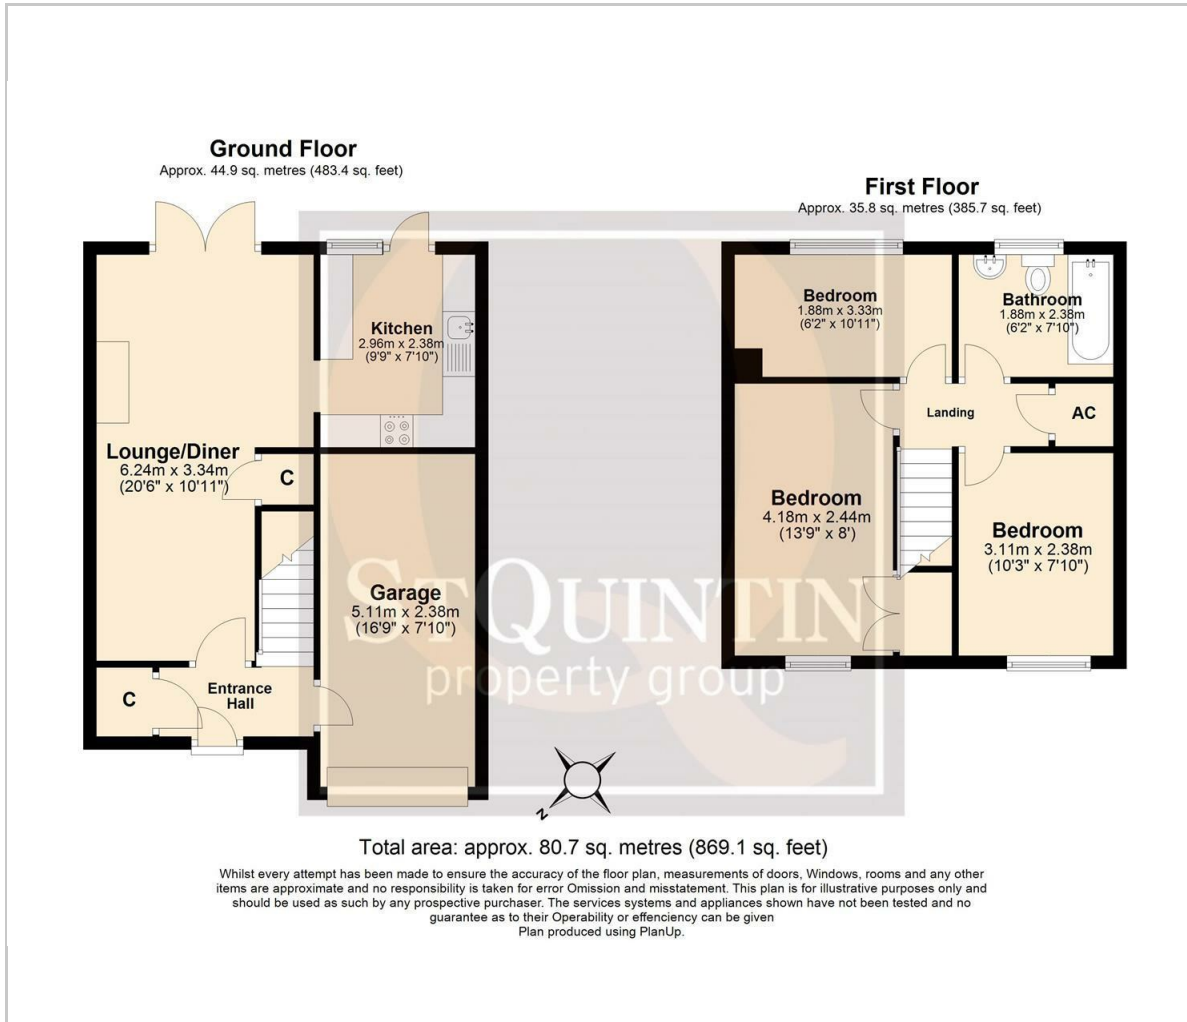 Ground Floor
Approx. 44.9 sq. metres (483.4 sq. feet)
First Floor
Approx. 35.8 sq. metres (385.7 sq. feet)
Kitchen
2.96m x 2.38m
(9'9" x 7'10")
Lounge/Diner
6.24m x 3.34m
(20'6" x 10'11")
C
Garage
5.11m x 2.38m
(16'9" x 7'10")
C
Entrance
Hall
Bedroom
1.88m x 3.33m
(6'2" x 10'11")
Bathroom
1.88m x 2.38m
(6'2" x 7'10")
Landing
AC
Bedroom
4.18m x 2.44m
(13'9" x 8')
Bedroom
3.11m x 2.38m
(10'3" x 7'10")
STQUINTIN
property group
N
Total area: approx. 80.7 sq. metres (869.1 sq. feet)
Whilst every attempt has been made to ensure the accuracy of the floor plan, measurements of doors, Windows, rooms and any other
items are approximate and no responsibility is taken for error Omission and misstatement. This plan is for illustrative purposes only and
should be used as such by any prospective purchaser. The services systems and appliances shown have not been tested and no
guarantee as to their Operability or effenciency can be given
Plan produced using PlanUp.